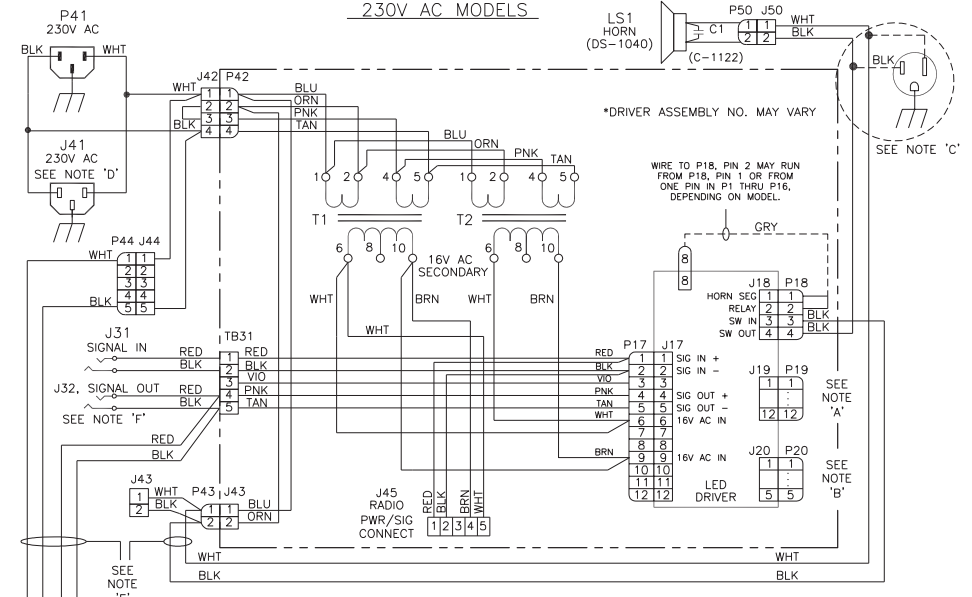 230V AC MODELS
P41
230V AC
BLK
WHT
J41
230V AC
SEE NOTE 'D'
LS1
HORN
(DS-1040)
C1
(C-1122)
P50 J50
1 1
2 2
WHT
BLK
BLK
SEE NOTE 'C'
*DRIVER ASSEMBLY NO. MAY VARY
J42 P42
WHT 1 1 BLU
2 2 ORN
3 3 PNK
BLK 4 4 TAN
BLU
ORN
PNK
TAN
1 2 4 5
1 2 4 5
T1
T2
6 8 10
6 8 10
16V AC
SECONDARY
WHT
BRN
WHT
BRN
WHT
WIRE TO P18, PIN 2 MAY RUN
FROM P18, PIN 1 OR FROM
ONE PIN IN P1 THRU P16,
DEPENDING ON MODEL.
GRY
8
8
P44 J44
WHT 1 1
2 2
3 3
4 4
BLK 5 5
J18 P18
HORN SEG 1 1
RELAY 2 2
SW IN 3 3 BLK
SW OUT 4 4 BLK
J31
SIGNAL IN
RED
BLK
J32, SIGNAL OUT
RED
BLK
SEE NOTE 'F'
RED
BLK
TB31
1 RED
2 BLK
3 VIO
4 PNK
5 TAN
P17 J17
RED 1 1 SIG IN +
BLK 2 2 SIG IN -
VIO 3 3
PNK 4 4 SIG OUT +
TAN 5 5 SIG OUT -
WHT 6 6 16V AC IN
7 7
8 8
BRN 9 9 16V AC IN
10 10
11 11
12 12
LED
DRIVER
J19 P19
1 1
12 12
SEE
NOTE
'A'
J20 P20
1 1
5 5
SEE
NOTE
'B'
J43
1 WHT
2 BLK
P43 J43
1 1 BLU
2 2 ORN
J45
RADIO
PWR/SIG
CONNECT
RED
BLK
BRN
WHT
1 2 3 4 5
SEE
NOTE
WHT
WHT
BLK
BLK